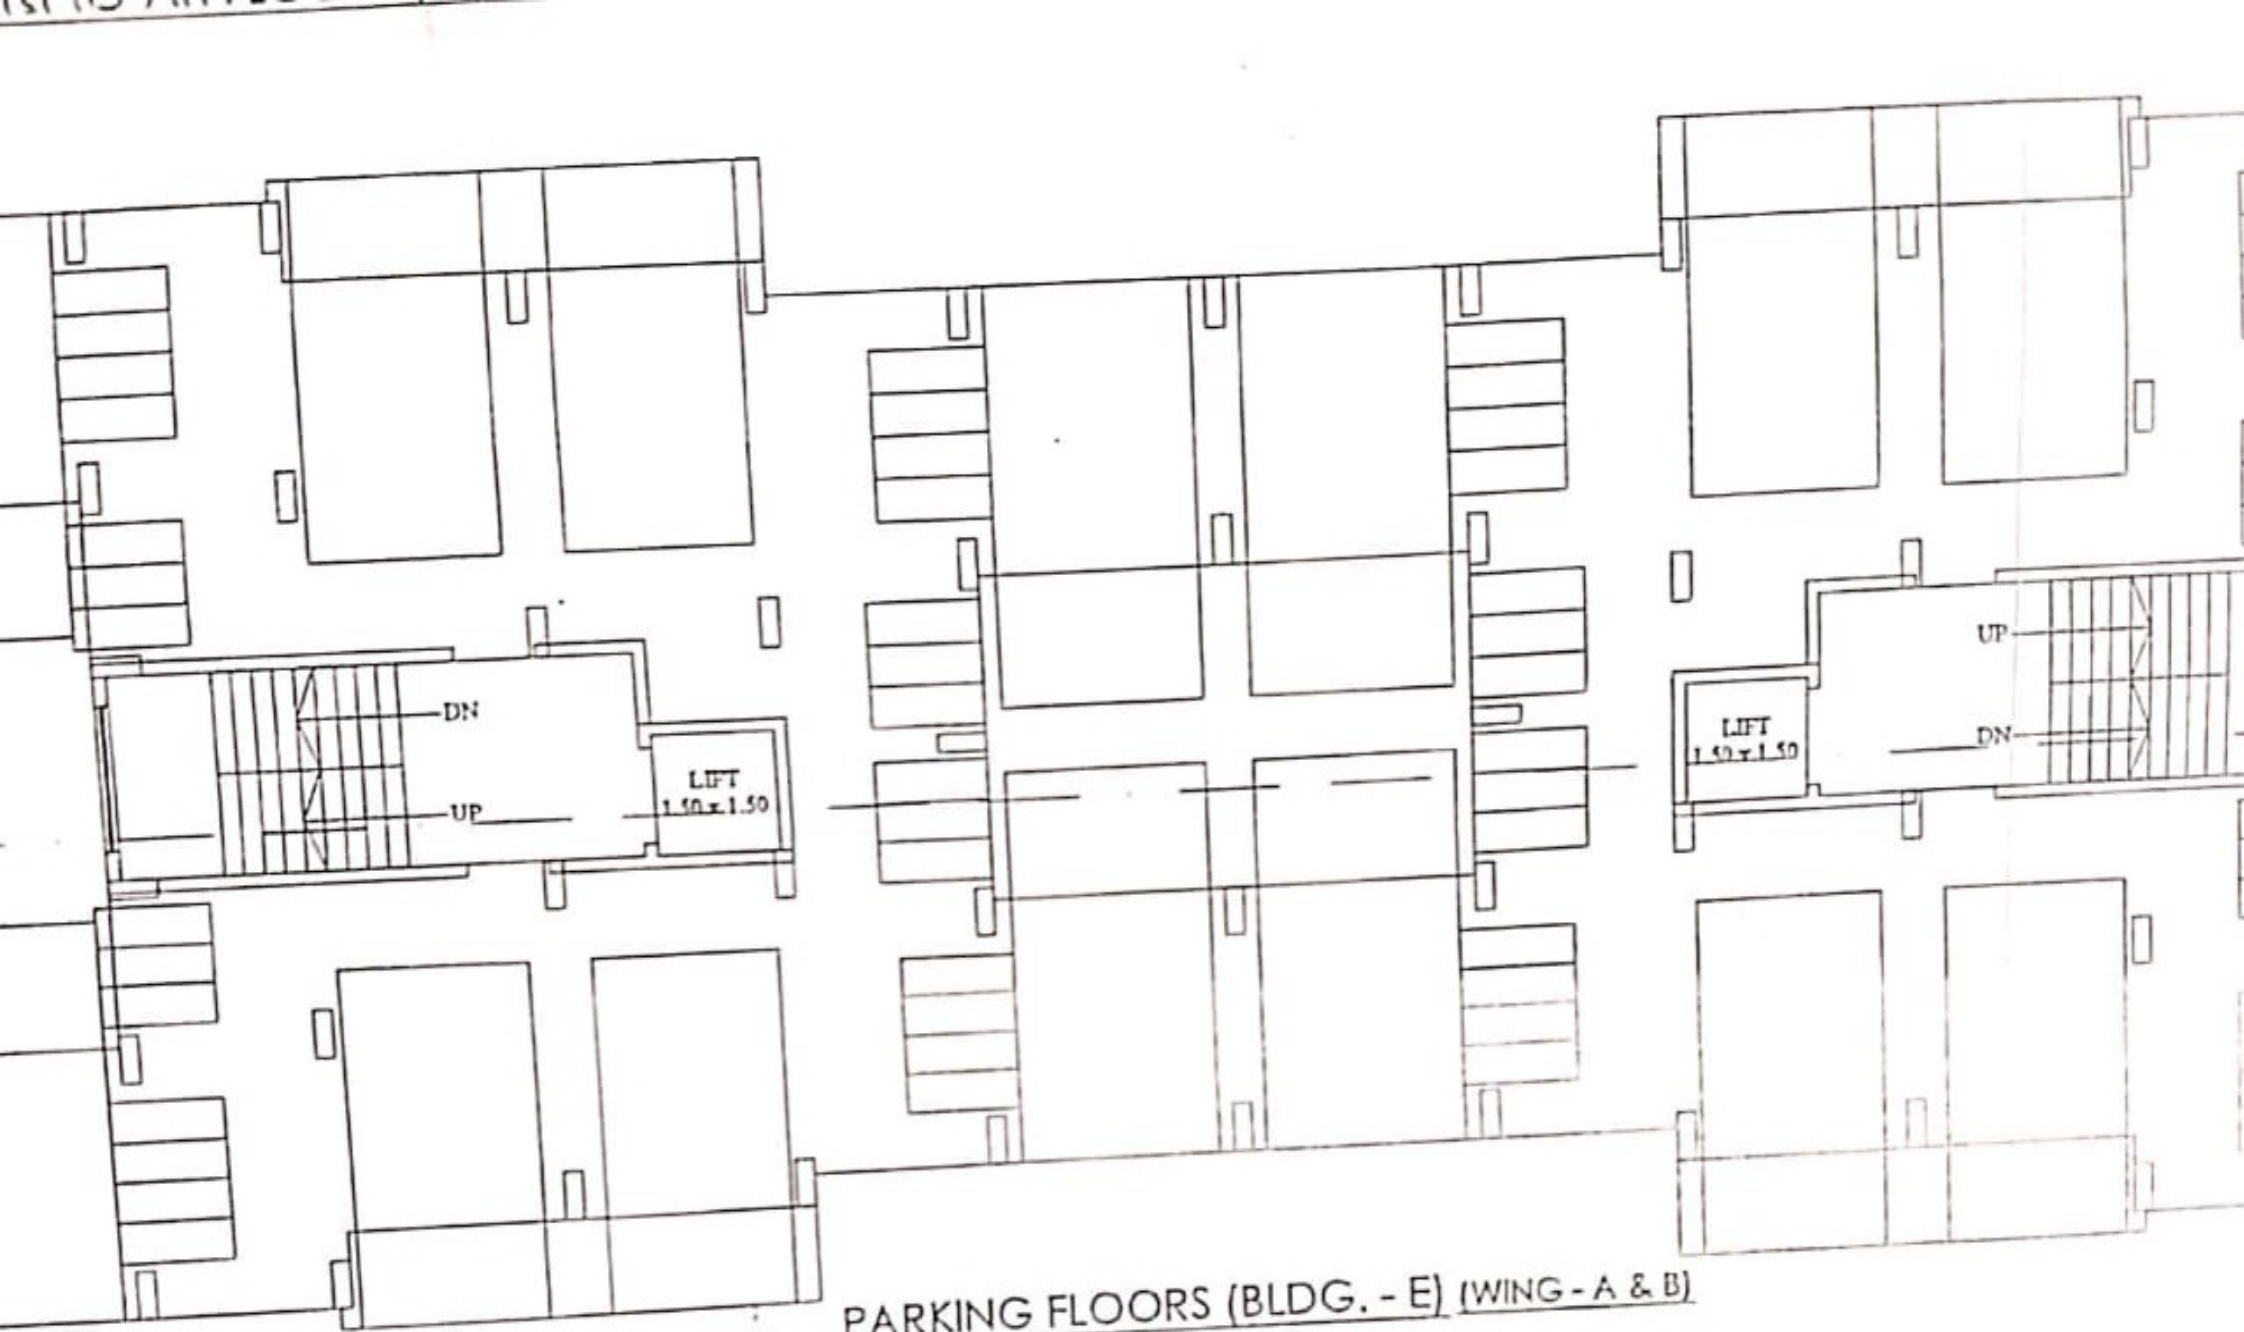 DN
UP
LIFT
1.50 x 1.50
UP
DN
LIFT
1.50 x 1.50
PARKING FLOORS (BLDG. - E) (WING - A & B)